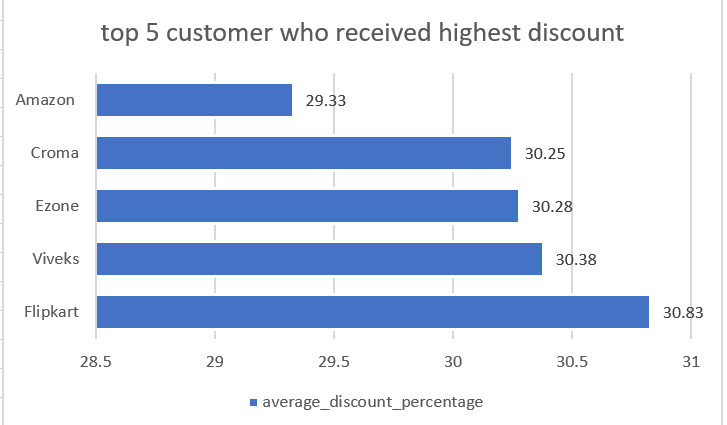 top 5 customer who received highest discount
Amazon 29.33
Croma 30.25
Ezone 30.28
Viveks 30.38
Flipkart 30.83
28.5 29 29.5 30 30.5 31
average_discount_percentage